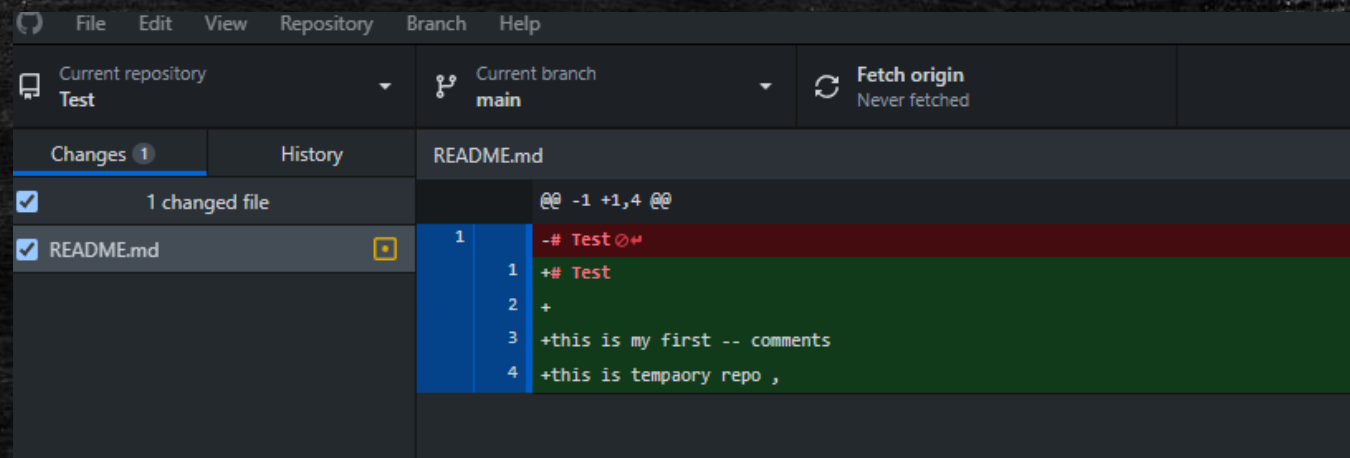 File Edit View Repository Branch Help
Current repository
Test
Current branch
main
Fetch origin
Never fetched
Changes 1
History
README.md
1 changed file
README.md
@@ -1 +1,4 @@
1 -# Test
1 +# Test
2 +
3 +this is my first -- comments
4 +this is tempaory repo ,